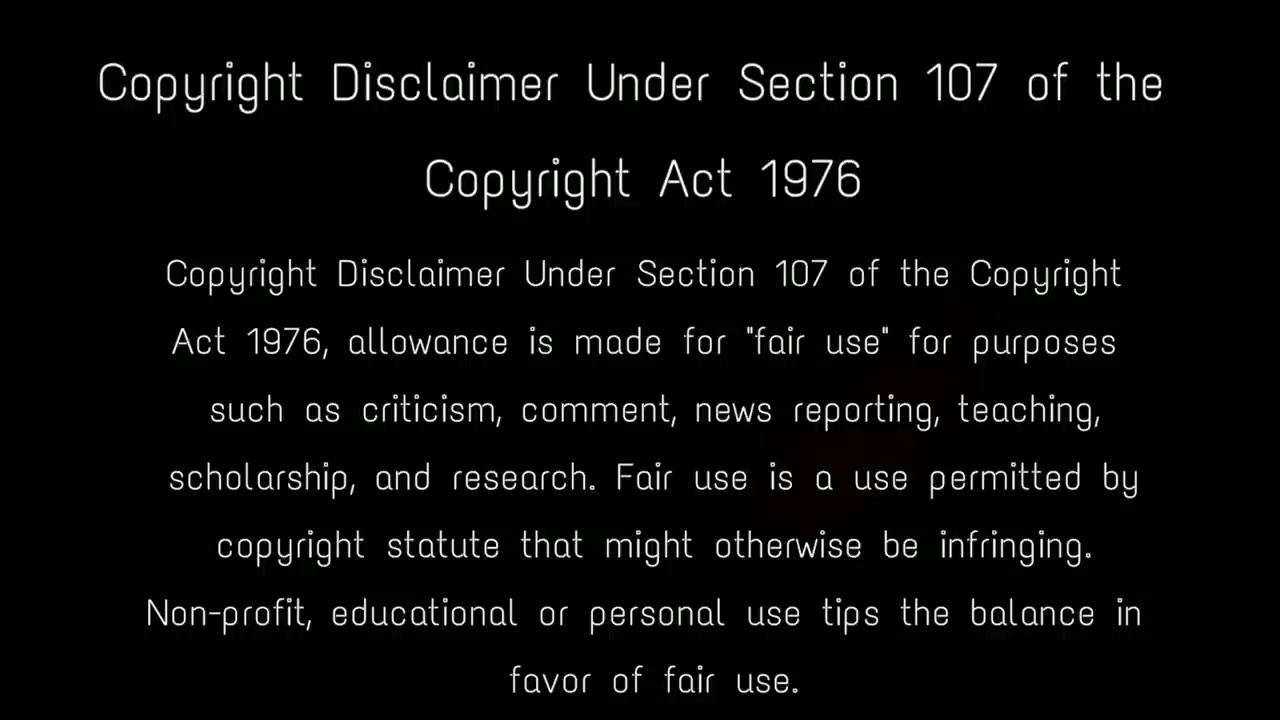 Copyright Disclaimer Under Section 107 of the
Copyright Act 1976
Copyright Disclaimer Under Section 107 of the Copyright
Act 1976, allowance is made for "fair use" for purposes
such as criticism, comment, news reporting, teaching,
scholarship, and research. Fair use is a use permitted by
copyright statute that might otherwise be infringing.
Non-profit, educational or personal use tips the balance in
favor of fair use.